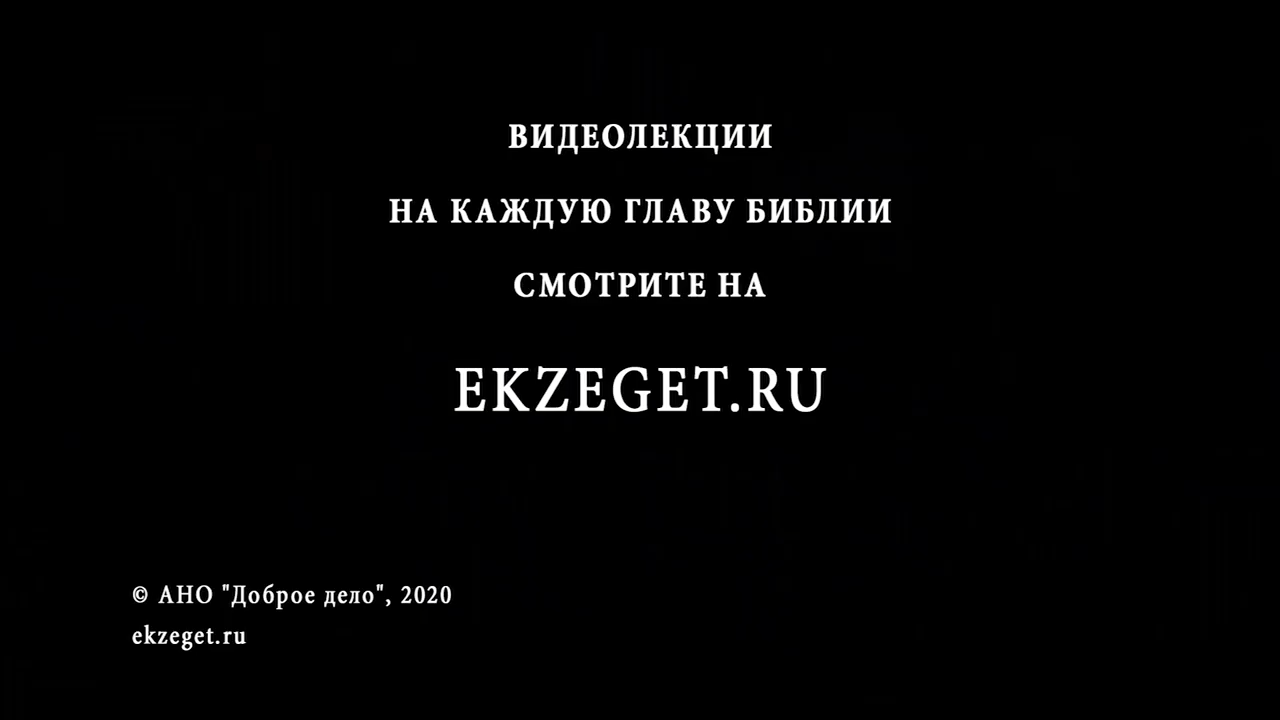 ВИДЕОЛЕКЦИИ
НА КАЖДУЮ ГЛАВУ БИБЛИИ
СМОТРИТЕ НА
EKZEGET.RU
© АНО "Доброе дело", 2020
ekzeget.ru